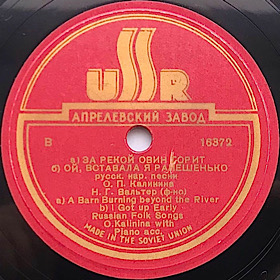 USSR
АПРЕЛЕВСКИЙ ЗАВОД
В 16372
а) ЗА РЕКОЙ ОВИН ГОРИТ
б) ОЙ, ВСТАВАЛА Я РАНЕШЕНЬКО
русск. нар. песни
О. П. Калинина
Н. Г. Вальтер (ф-нп)
a) A Barn Burning beyond the River
b) I Got up Early
Russian Folk Songs
O. Kalinina with
Piano acc.
MADE IN THE SOVIET UNION